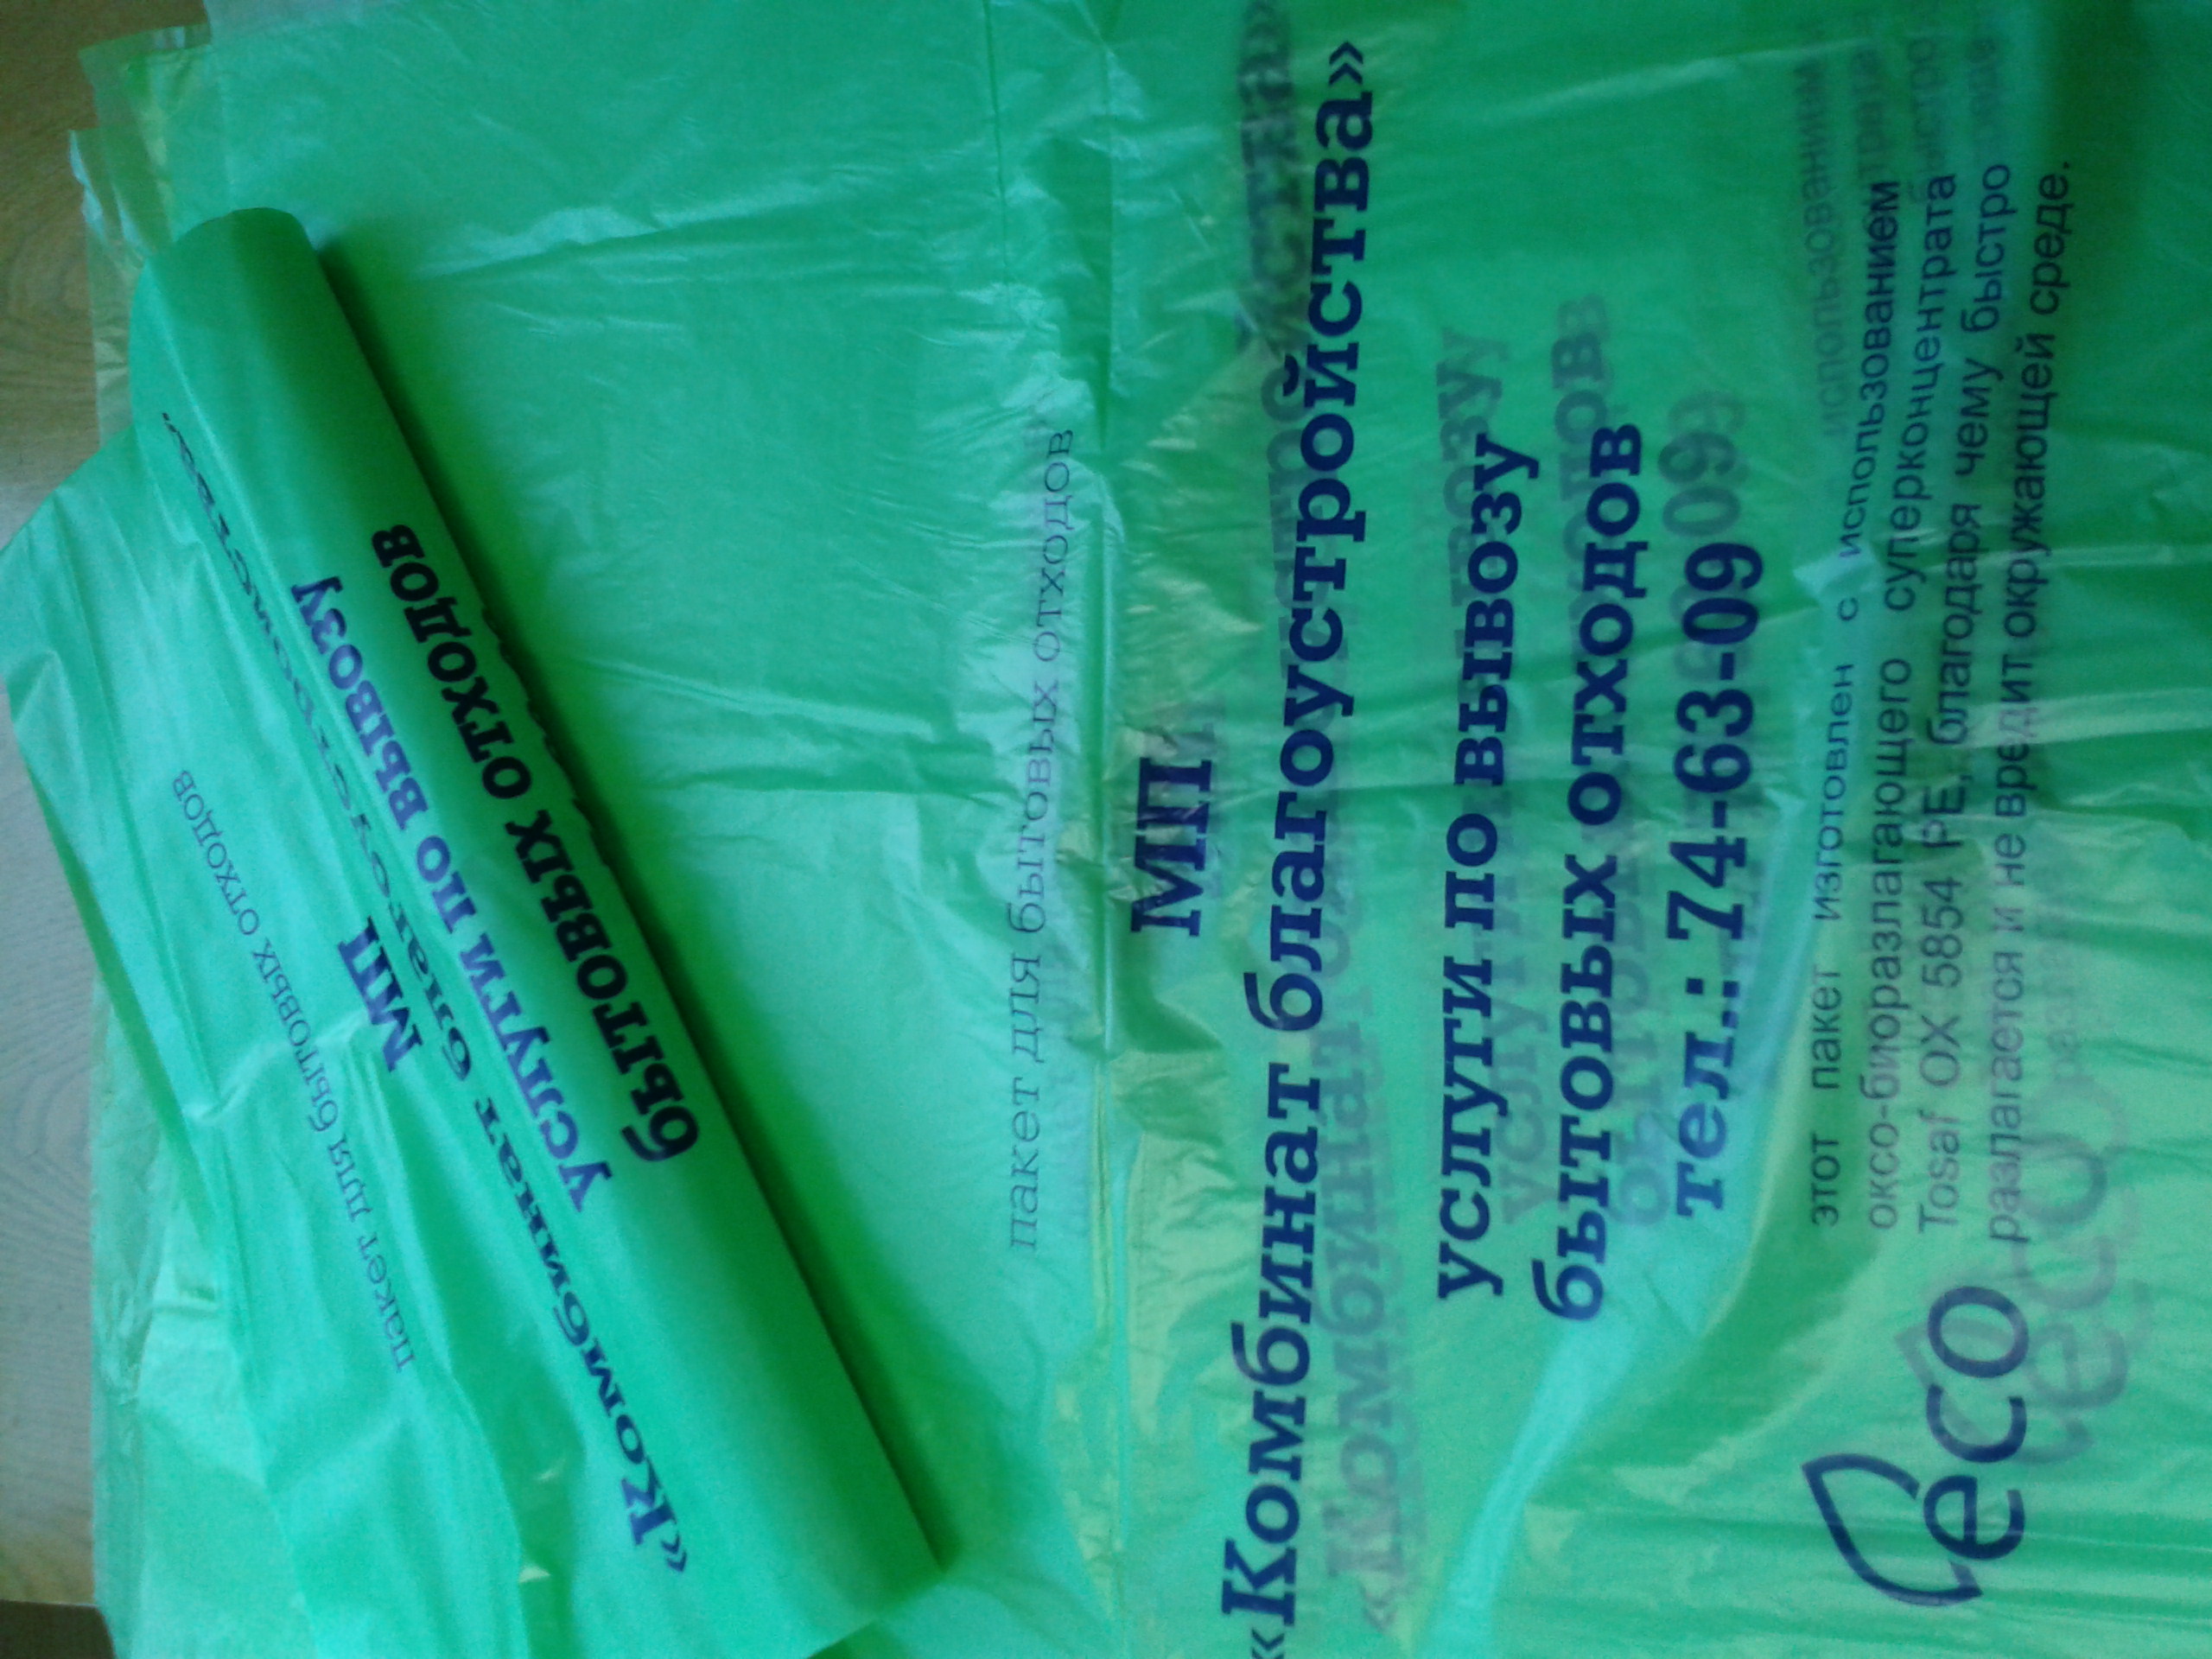 пакет для бытовых отходов
МП
«Комбинат благоустройства»
услуги по вывозу
бытовых отходов
тел.: 74-63-09
этот пакет изготовлен с использованием
оксо-биоразлагающего суперконцентрата
Tosaf OX 5854 PE, благодаря чему быстро
разлагается и не вредит окружающей среде.
eco
пакет для бытовых отходов
МП
«Комбинат благоустройства»
услуги по вывозу
бытовых отходов